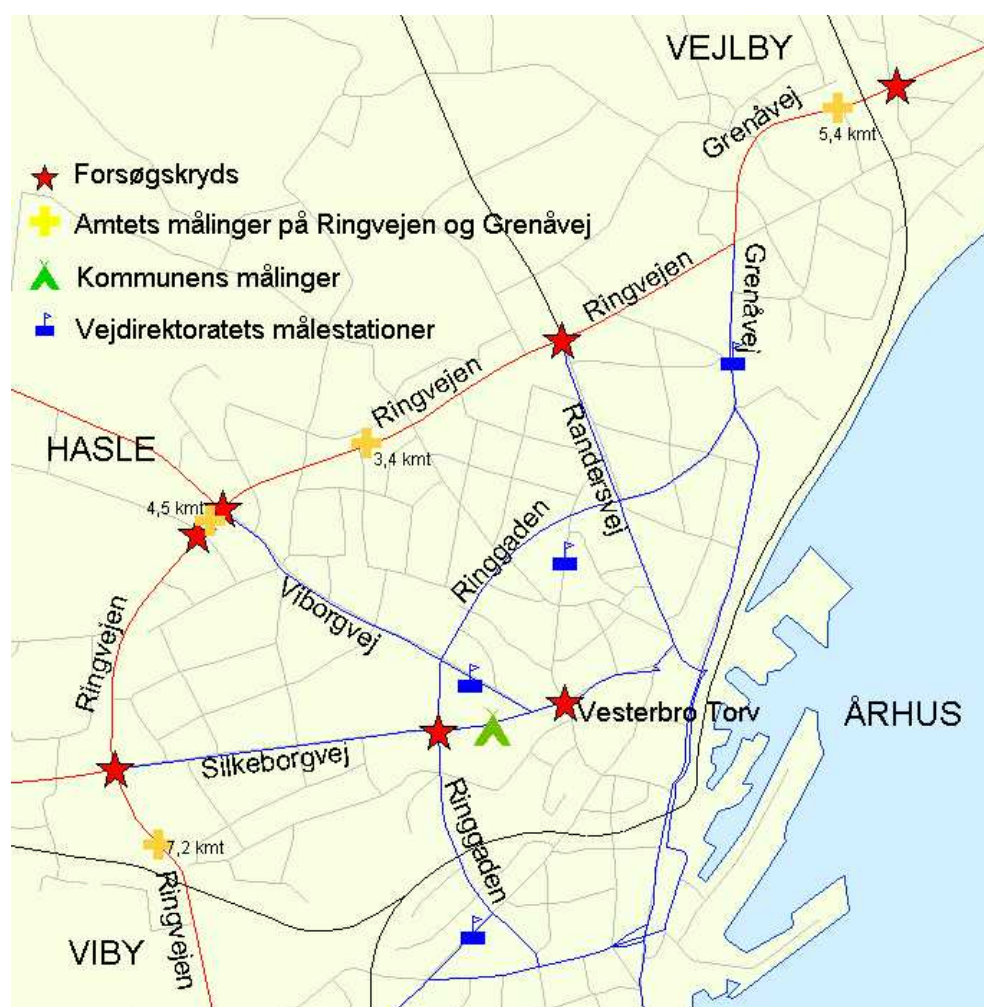 VEJLBY
Grenåvej
5,4 kmt
Forsøgskryds
Amtets målinger på Ringvejen og Grenåvej
Kommunens målinger
Vejdirektoratets målestationer
Ringvejen
Grenåvej
Ringvejen
Randersvej
HASLE
3,4 kmt
4,5 kmt
Ringgaden
Viborgvej
Ringvejen
Vesterbro Torv
ÅRHUS
Silkeborgvej
Ringgaden
7,2 kmt
Ringvejen
VIBY